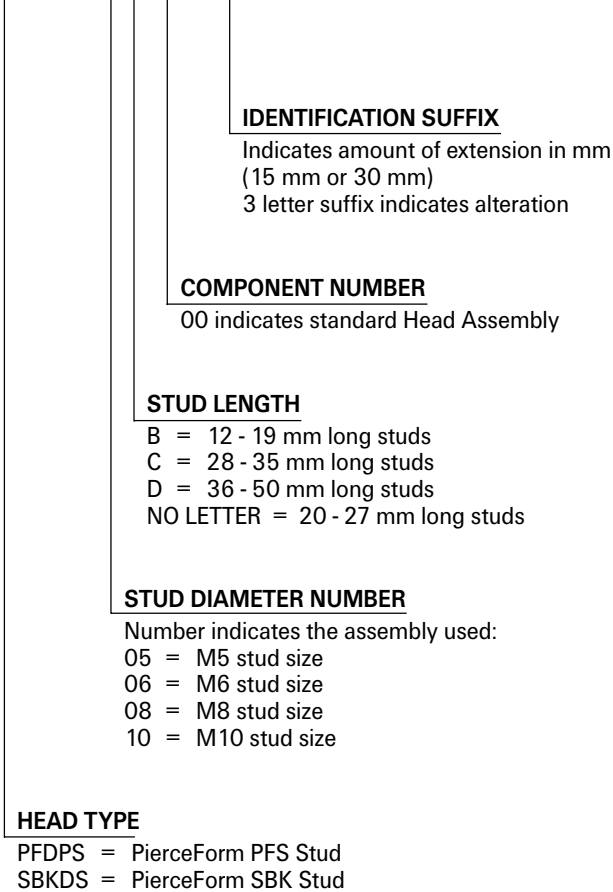 IDENTIFICATION SUFFIX
Indicates amount of extension in mm
(15 mm or 30 mm)
3 letter suffix indicates alteration
COMPONENT NUMBER
00 indicates standard Head Assembly
STUD LENGTH
B = 12 - 19 mm long studs
C = 28 - 35 mm long studs
D = 36 - 50 mm long studs
NO LETTER = 20 - 27 mm long studs
STUD DIAMETER NUMBER
Number indicates the assembly used:
05 = M5 stud size
06 = M6 stud size
08 = M8 stud size
10 = M10 stud size
HEAD TYPE
PFDPS = PierceForm PFS Stud
SBKDS = PierceForm SBK Stud